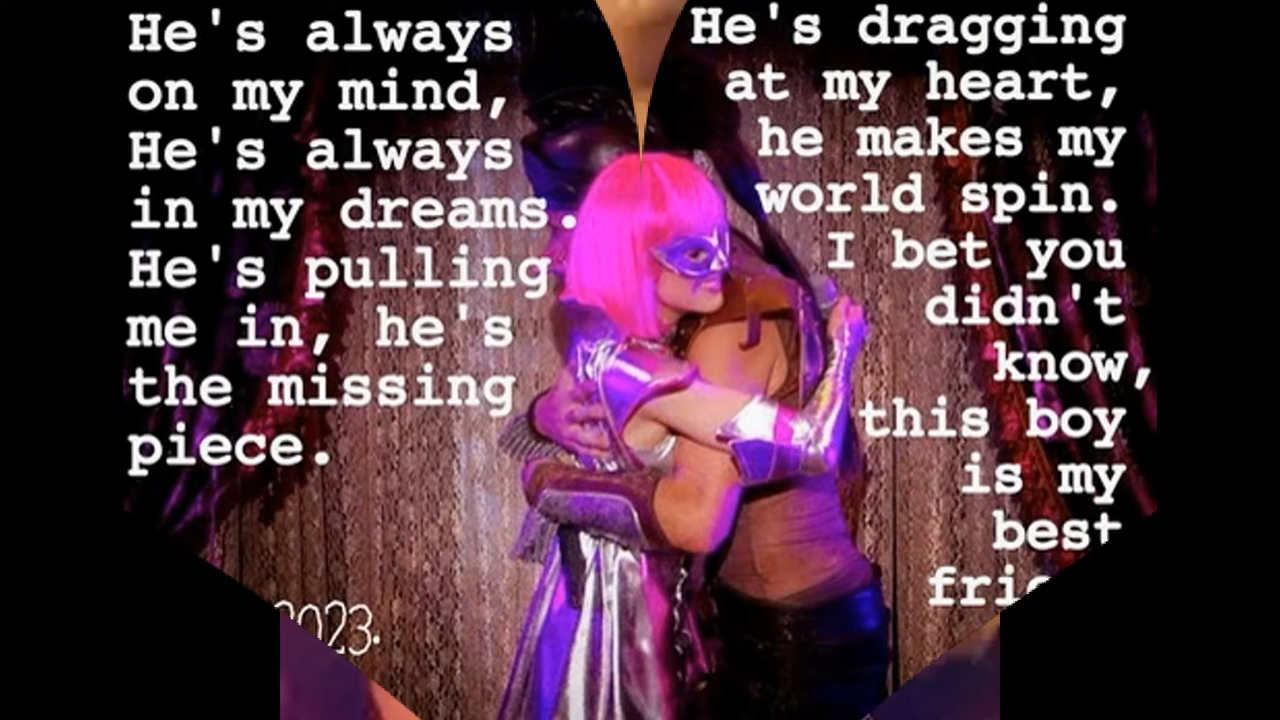 He's always
on my mind,
He's always
in my dreams.
He's pulling
me in, he's
the missing
piece.
He's dragging
at my heart,
he makes my
world spin.
I bet you
didn't
know,
this boy
is my
best
2023.